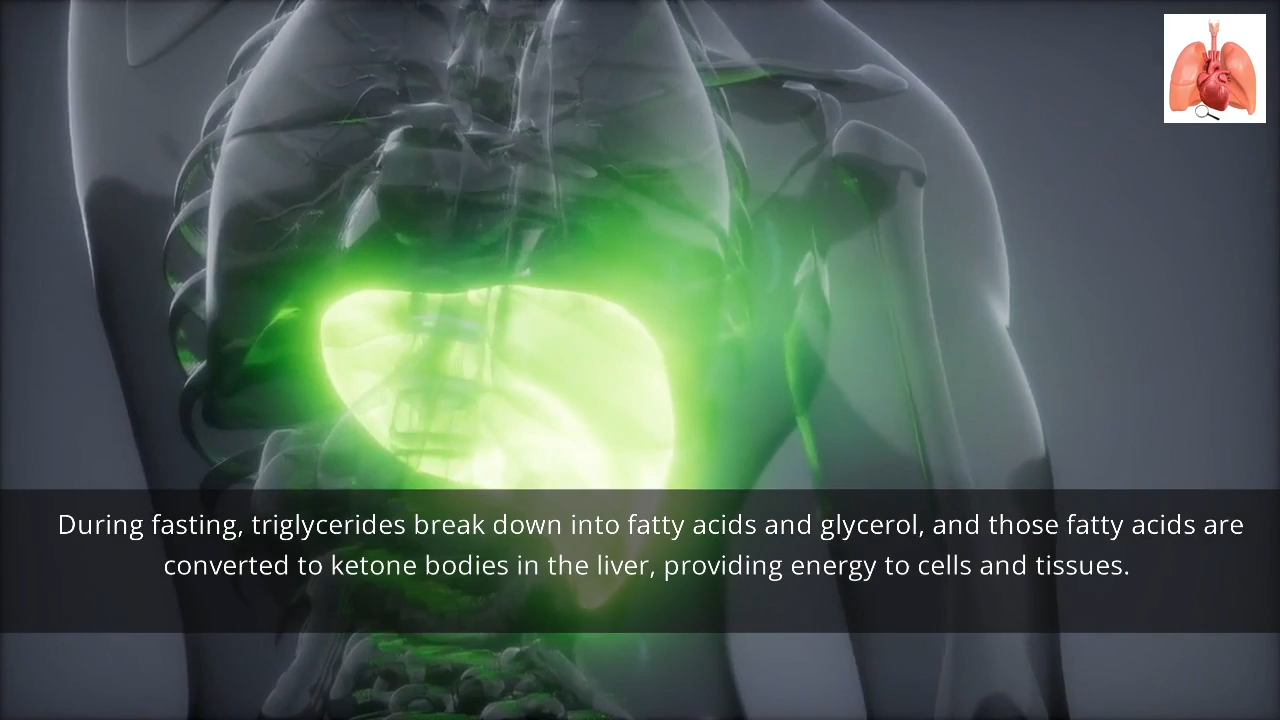 During fasting, triglycerides break down into fatty acids and glycerol, and those fatty acids are
converted to ketone bodies in the liver, providing energy to cells and tissues.